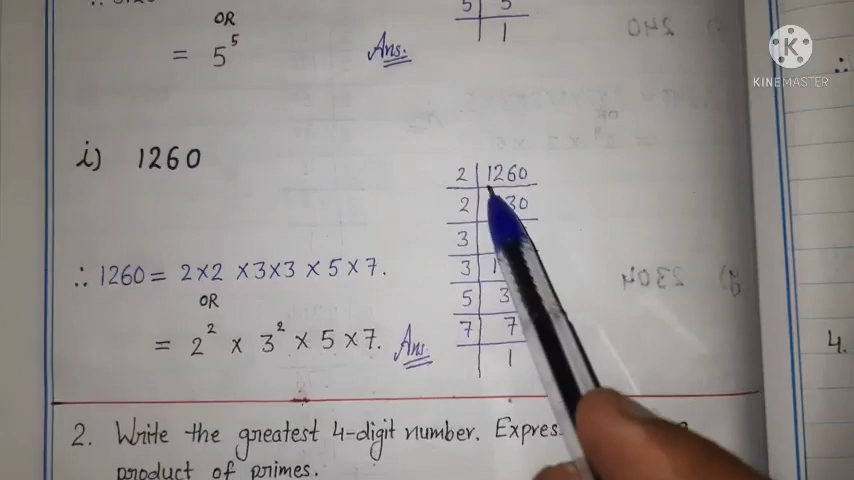 OR
5 | 5
= 5^5
Ans.
1
K
KINEMASTER
i) 1260
2 | 1260
2 | 30
3
∴ 1260 = 2×2 ×3×3 × 5×7.
3 | 1
OR
5 | 3
= 2^2 × 3^2 × 5 ×7. Ans.
7 | 7
1
4.
2. Write the greatest 4-digit number. Expres
product of primes.